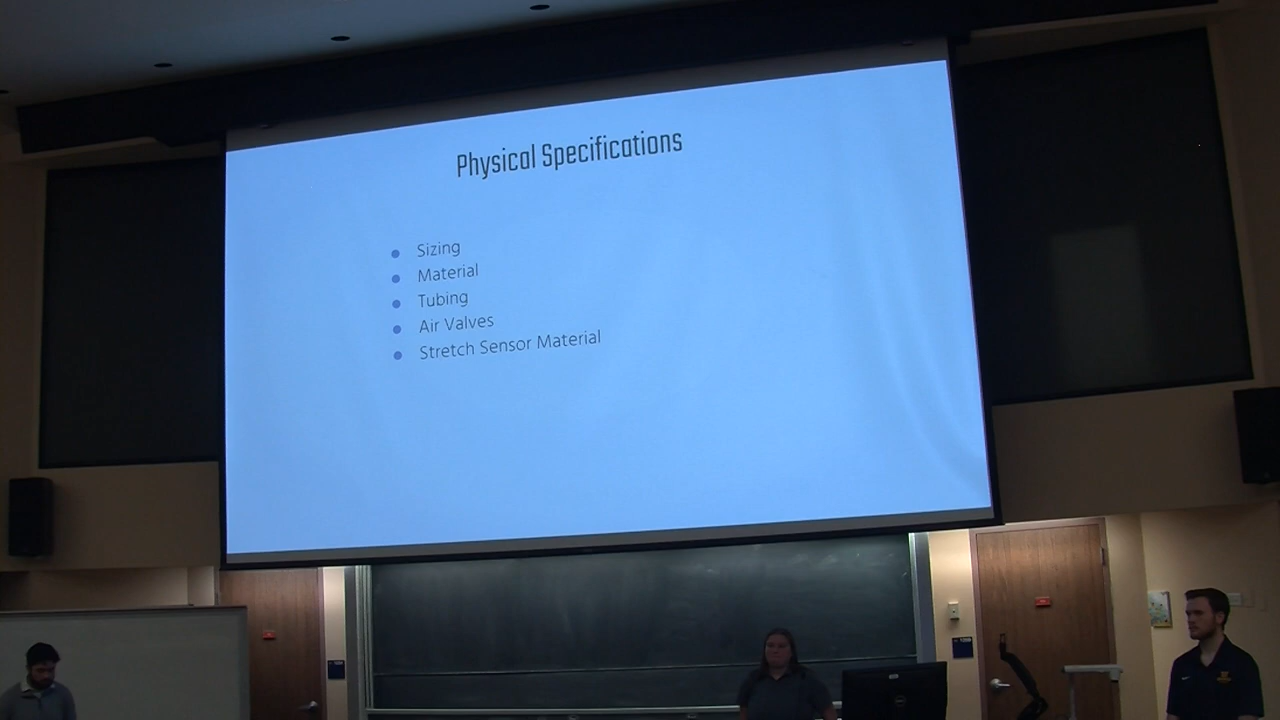 Physical Specifications
Sizing
Material
Tubing
Air Valves
Stretch Sensor Material